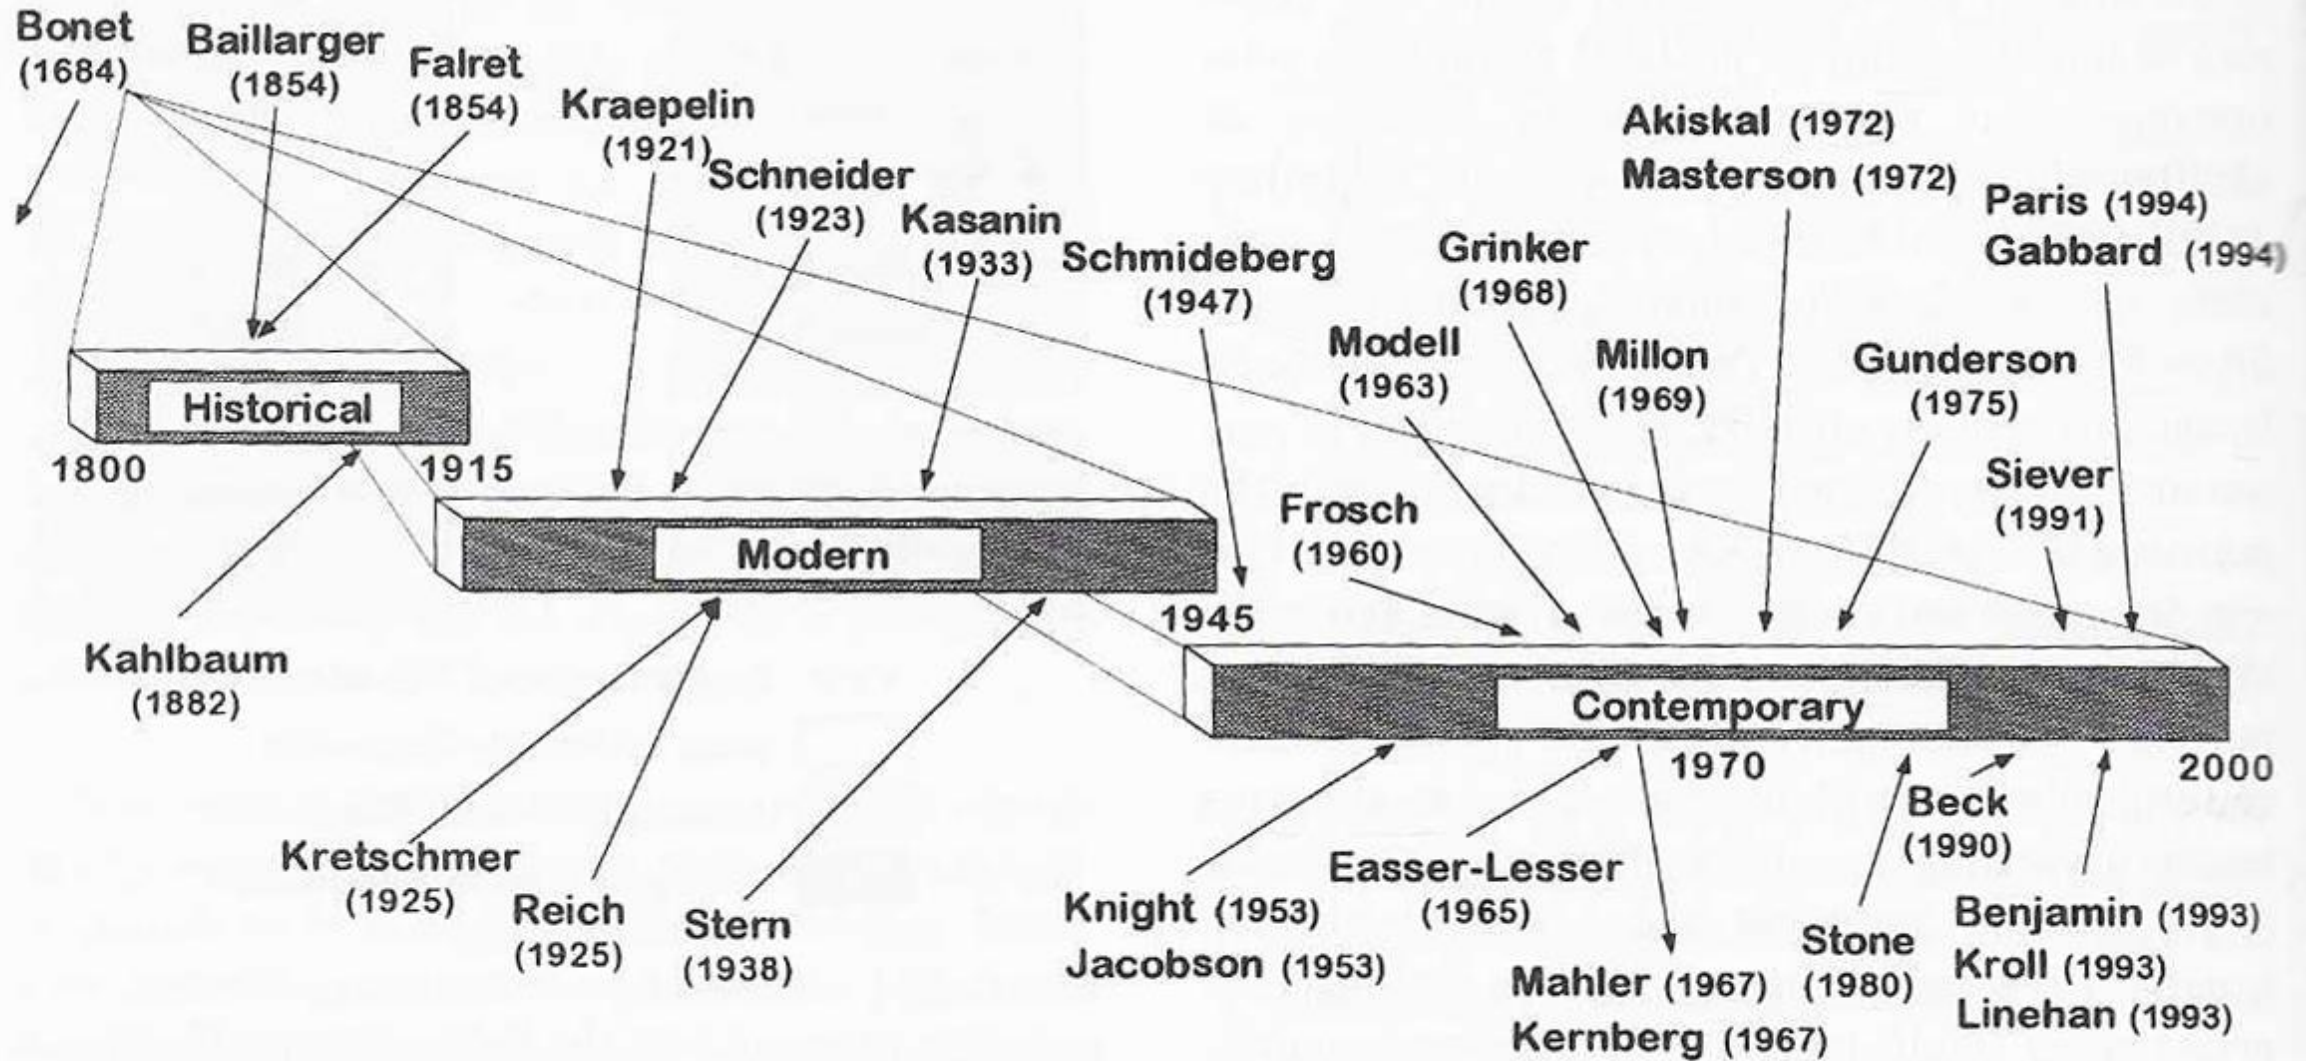 Bonet
(1684)
Baillarger
(1854)
Falret
(1854)
Kraepelin
(1921)
Schneider
(1923)
Kasanin
(1933)
Schmideberg
(1947)
Akiskal (1972)
Masterson (1972)
Paris (1994)
Gabbard (1994)
Grinker
(1968)
Modell
(1963)
Millon
(1969)
Gunderson
(1975)
Siever
(1991)
Frosch
(1960)
Historical
1800
1915
Modern
1945
Contemporary
1970
2000
Kahlbaum
(1882)
Kretschmer
(1925)
Reich
(1925)
Stern
(1938)
Knight (1953)
Jacobson (1953)
Easser-Lesser
(1965)
Mahler (1967)
Kernberg (1967)
Stone
(1980)
Beck
(1990)
Benjamin (1993)
Kroll (1993)
Linehan (1993)